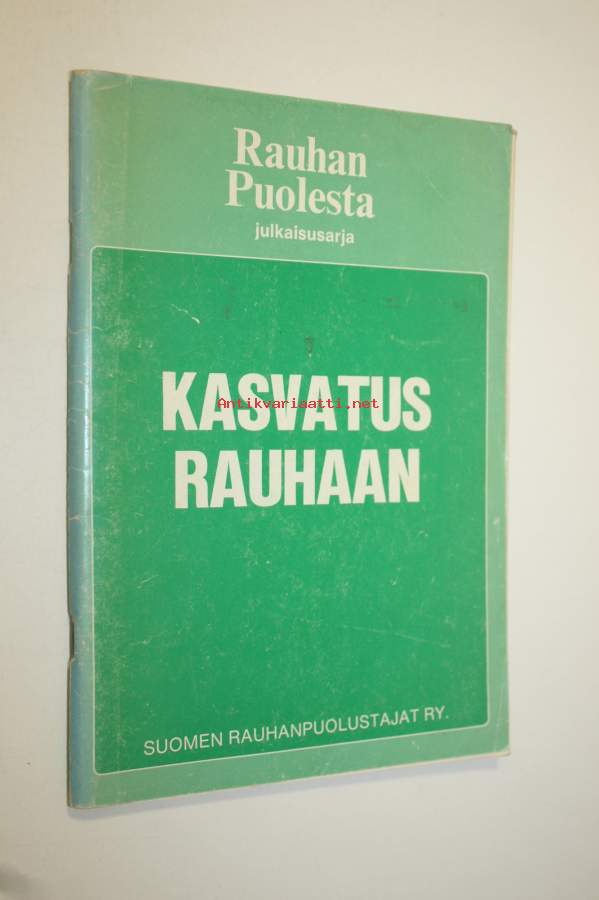 Rauhan
Puolesta
julkaisusarja
KASVATUS
Antikvariaatti.net
RAUHAAN
SUOMEN RAUHANPUOLUSTAJAT RY.